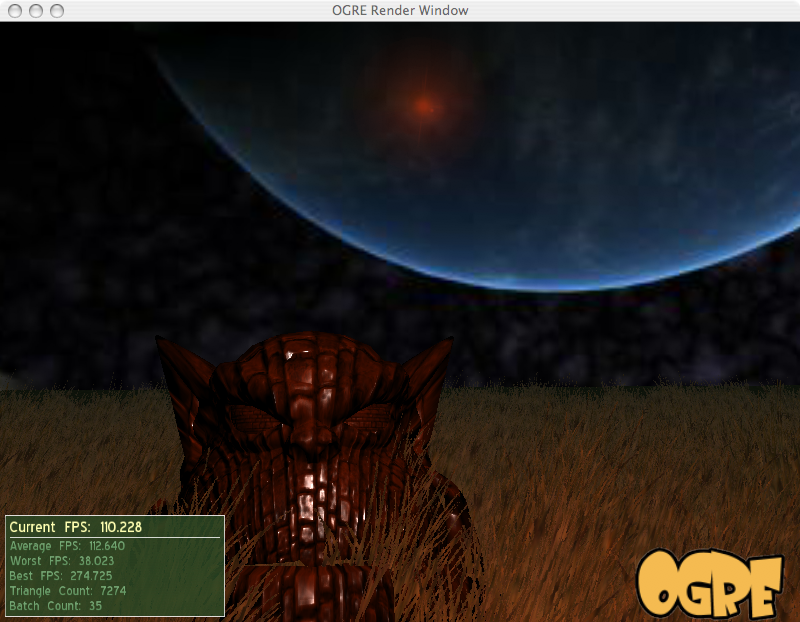 OGRE Render Window
Current FPS: 110.228
Average FPS: 112.640
Worst FPS: 38.023
Best FPS: 274.725
Triangle Count: 7274
Batch Count: 35
OGRE